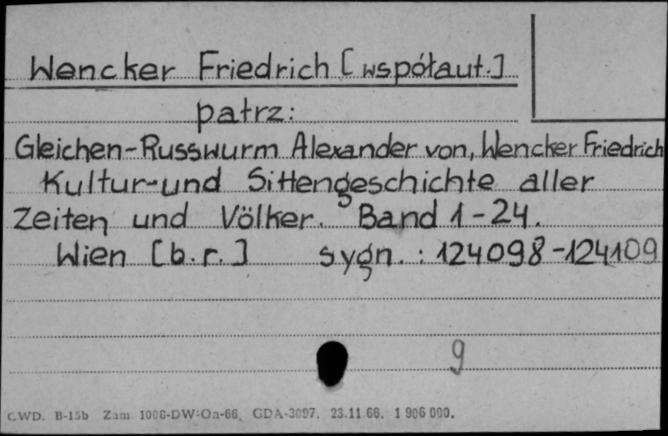 Wencker Friedrich [współaut.]
patrz:
Gleichen-Russwurm Alexander von, Wencker Friedrich
Kultur-und Sittengeschichte aller
Zeiten und Völker. Band 1-24.
Wien [b.r.] sygn.: 124098-124109
9
CWD. B-15b Zam. 1008-DW-On-66, GDA-3097. 23.11.66. 1 906 000.